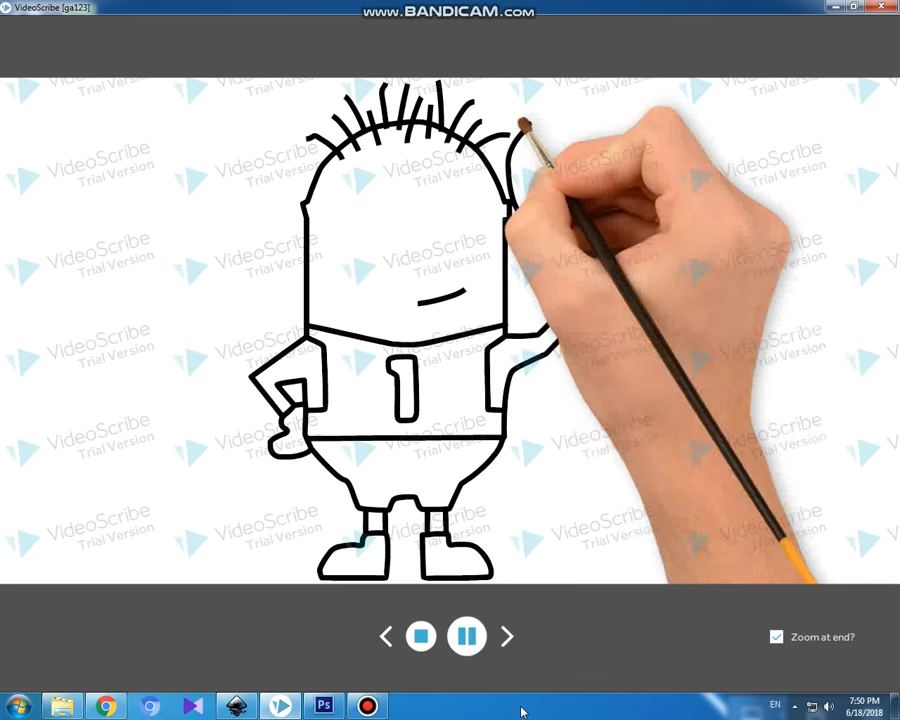 VideoScribe [ga123]
www.BANDICAM.com
VideoScribe
Trial Version
1
Zoom at end?
Ps
EN
7:50 PM
6/18/2018